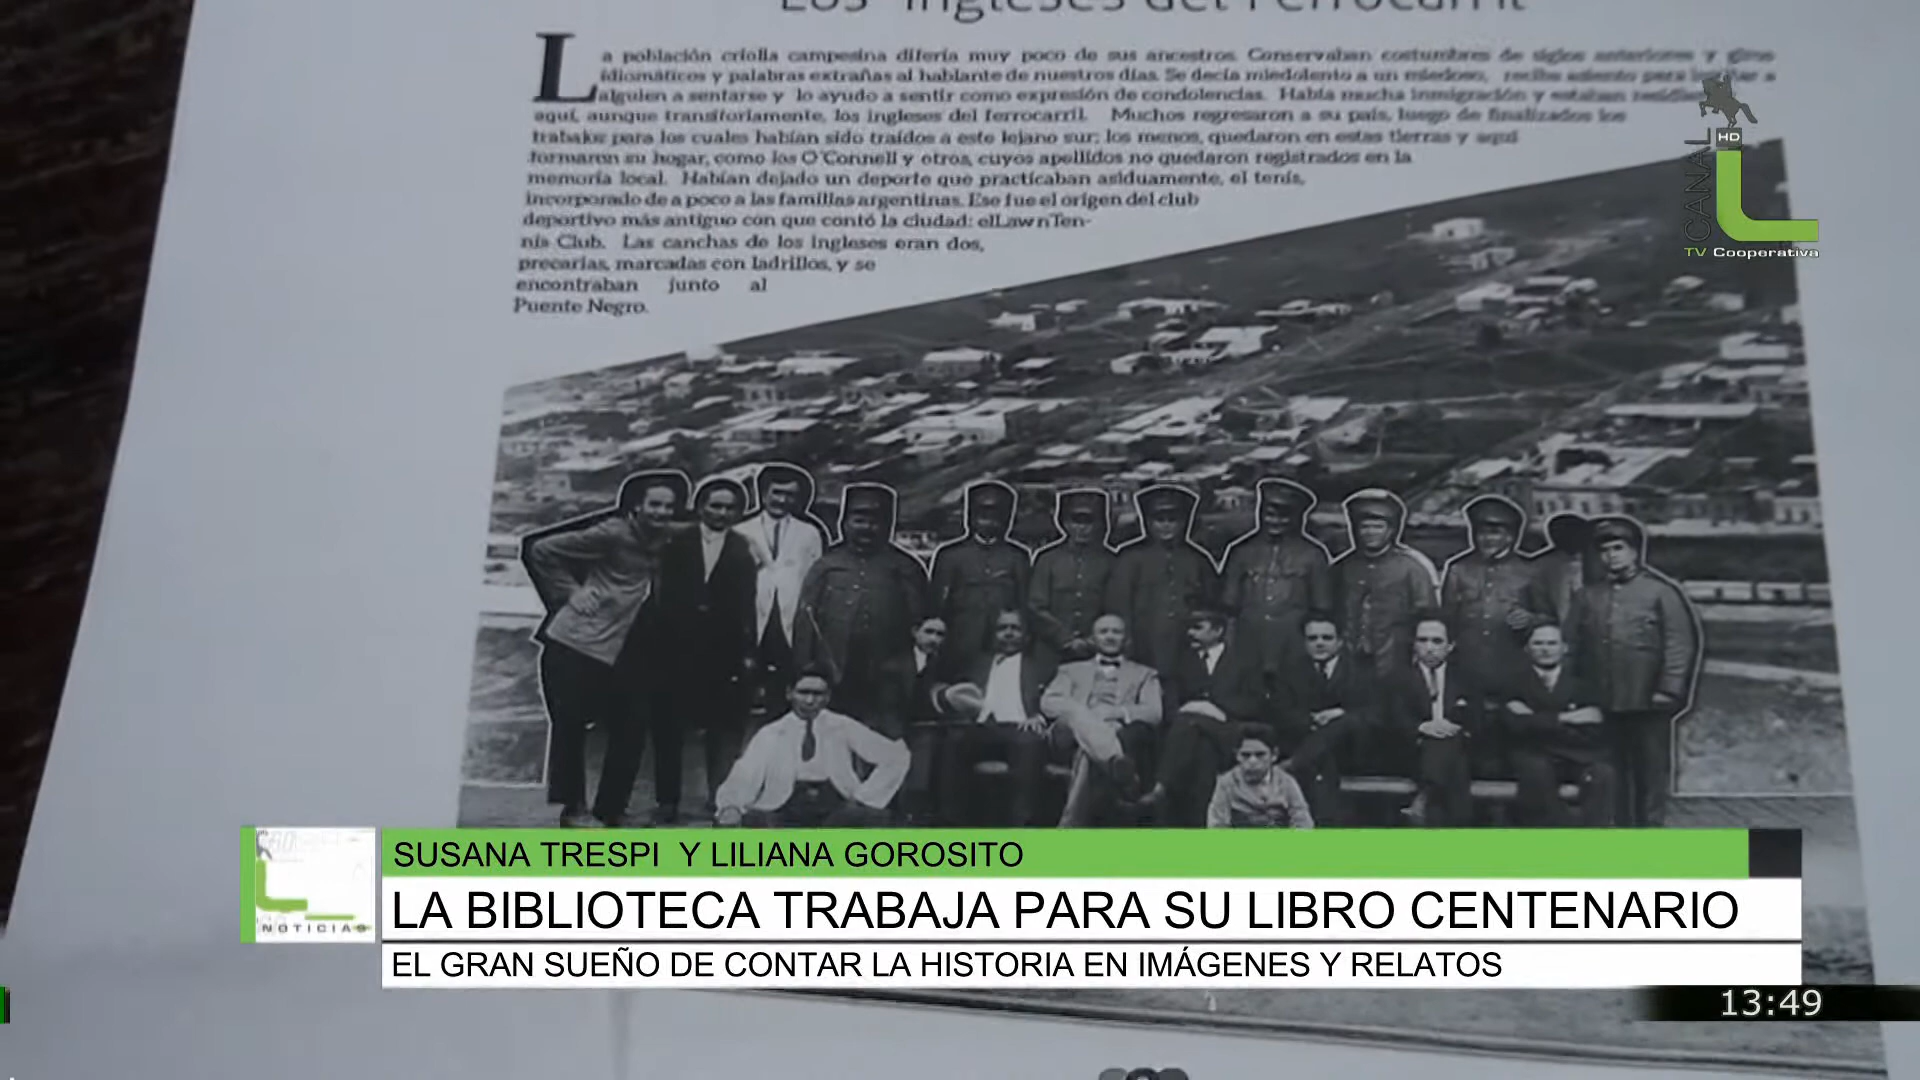 Los "Ingleses del Ferrocarril
La población criolla campesina difería muy poco de sus ancestros. Conservaban costumbres de siglos anteriores y giros
idiomáticos y palabras extrañas al hablante de nuestros días. Se decía miedolento a un miedoso, reciba asiento para a
alguien a sentarse y lo ayudo a sentir como expresión de condolencias. Había mucha inmigración y estaban
aquí, aunque transitoriamente, los ingleses del ferrocarril. Muchos regresaron a su país, luego de finalizados los
trabajos para los cuales habían sido traídos a este lejano sur; los menos, quedaron en estas tierras y aquí
formaron su hogar, como los O'Connell y otros, cuyos apellidos no quedaron registrados en la
memoria local. Habían dejado un deporte que practicaban asiduamente, el tenis,
incorporado de a poco a las familias argentinas. Ese fue el origen del club
deportivo más antiguo con que contó la ciudad: elLawnTen-
nis Club. Las canchas de los ingleses eran dos,
precarias, marcadas con ladrillos, y se
encontraban junto al
Puente Negro.
CANAL
HD
L
TV Cooperativa
SUSANA TRESPI Y LILIANA GOROSITO
LA BIBLIOTECA TRABAJA PARA SU LIBRO CENTENARIO
NOTICIAS
EL GRAN SUEÑO DE CONTAR LA HISTORIA EN IMÁGENES Y RELATOS
13:49